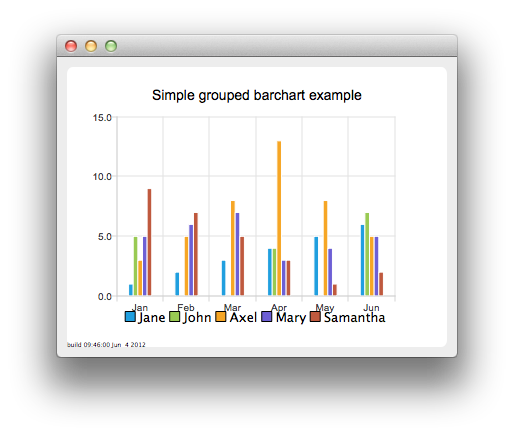 Simple grouped barchart example
15.0
10.0
5.0
0.0
Jan Feb Mar Apr May Jun
Jane John Axel Mary Samantha
build 09:46:00 Jun 4 2012